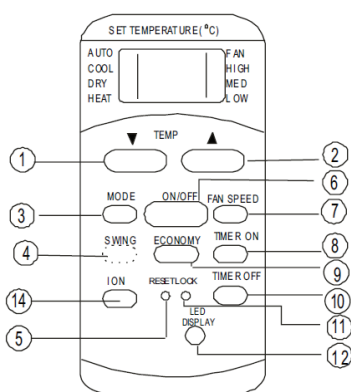 SET TEMPERATURE(°C)
AUTO FAN
COOL HIGH
DRY MED
HEAT LOW
▼ TEMP ▲
1 2
6
MODE ON/OFF FAN SPEED
3 7
SWING ECONOMY TIMER ON
4 8
9
ION RESET LOCK TIMER OFF
14 10
5 LED DISPLAY 11
12